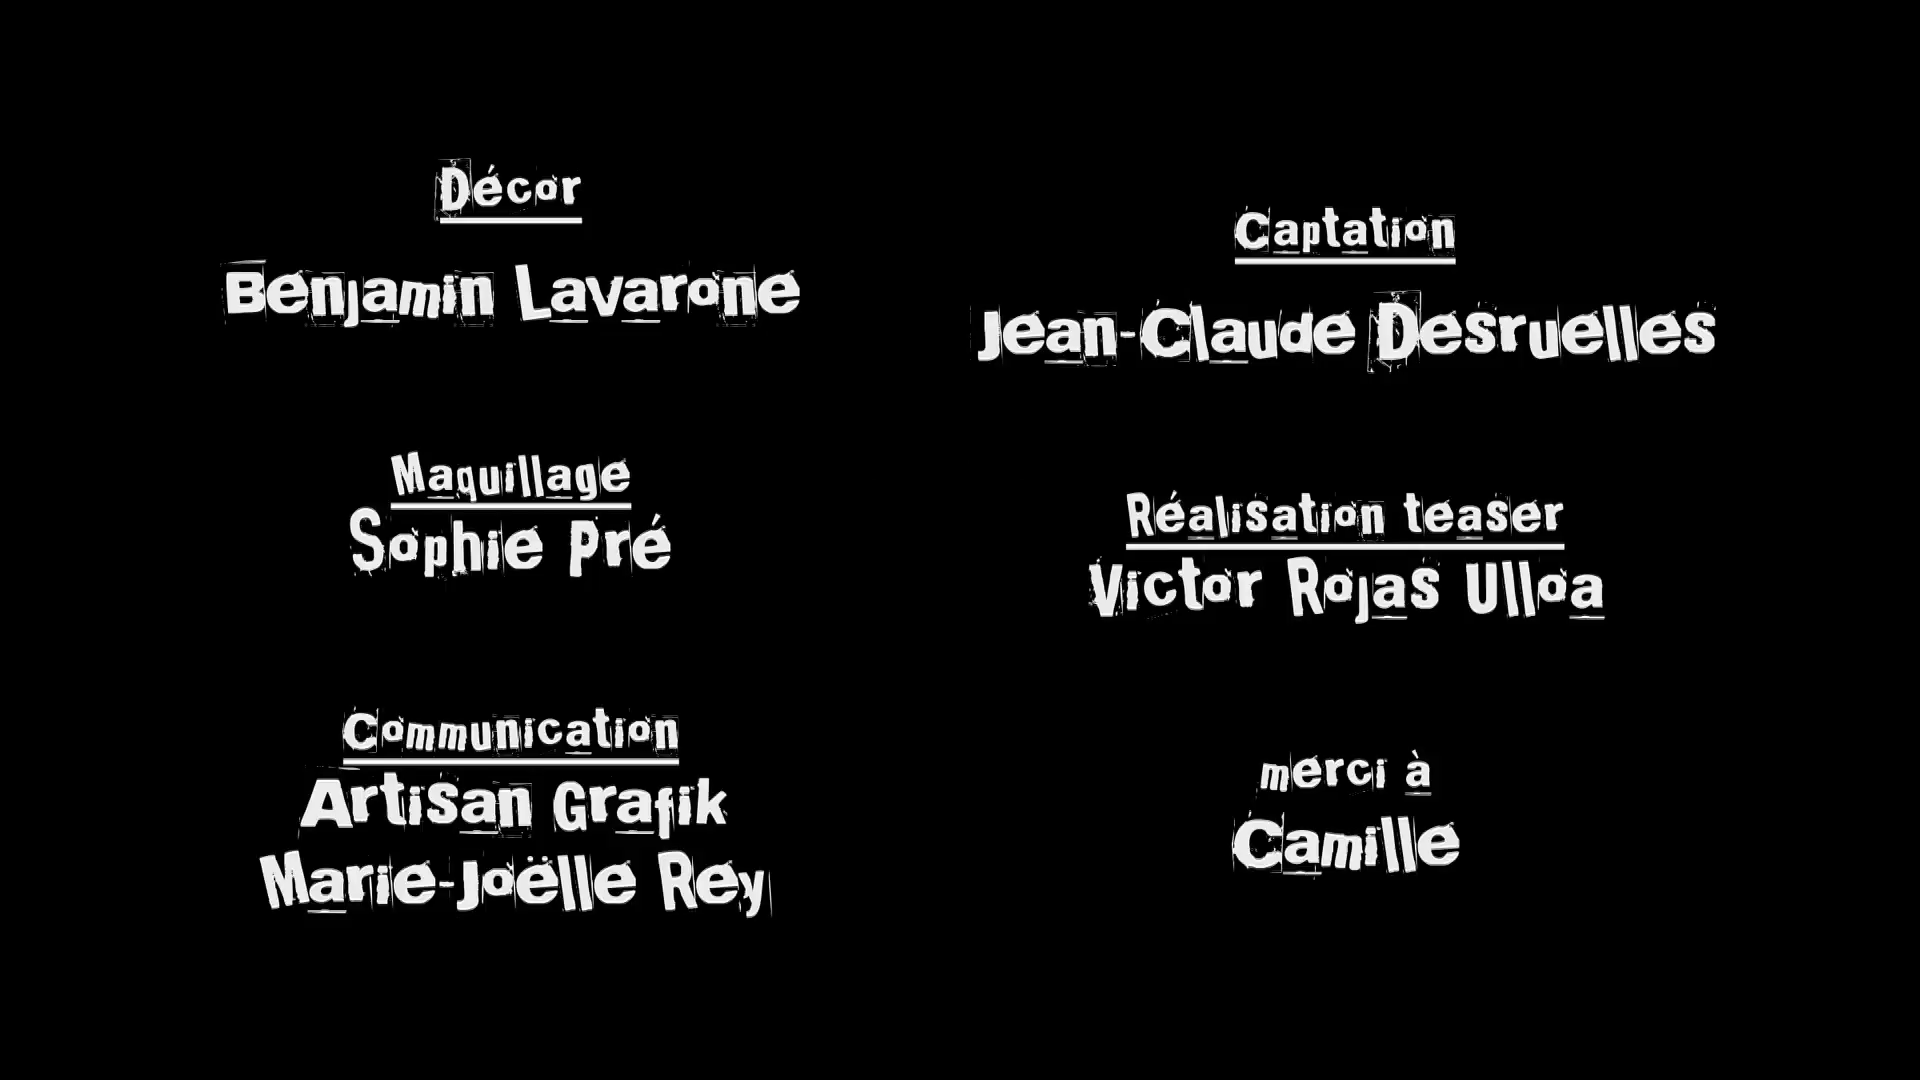 Décor
Benjamin Lavarone
Maquillage
Sophie Pré
Communication
Artisan Grafik
Marie-Joëlle Rey
Captation
Jean-Claude Desruelles
Réalisation teaser
Victor Rojas Ulloa
merci à
Camille